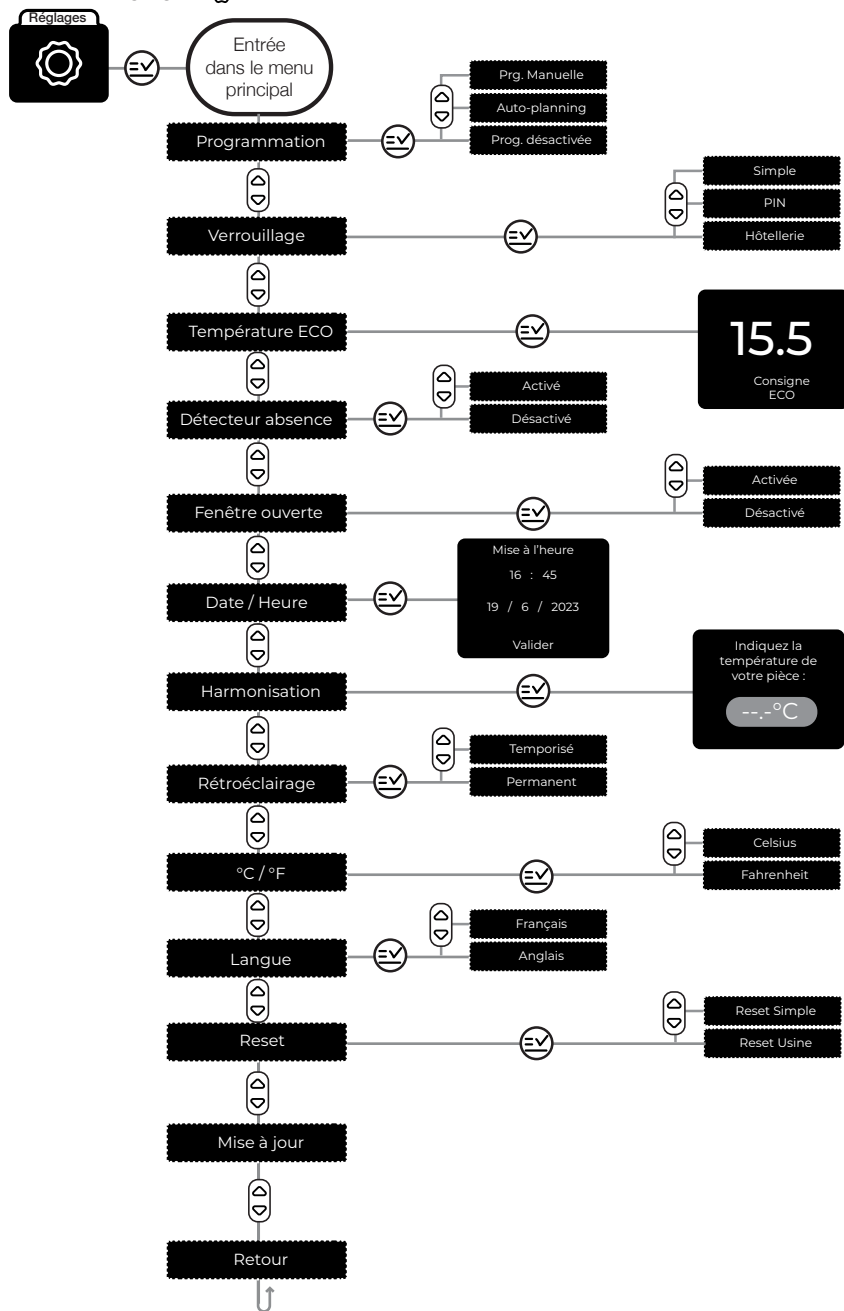 Réglages
Entrée
dans le menu
principal
Programmation
Prg. Manuelle
Auto-planning
Prog. désactivée
Verrouillage
Simple
PIN
Hôtellerie
Température ECO
15.5
Consigne
ECO
Détecteur absence
Activé
Désactivé
Fenêtre ouverte
Activée
Désactivé
Date / Heure
Mise à l'heure
16 : 45
19 / 6 / 2023
Valider
Harmonisation
Indiquez la
température de
votre pièce :
--.-°C
Rétroéclairage
Temporisé
Permanent
°C / °F
Celsius
Fahrenheit
Langue
Français
Anglais
Reset
Reset Simple
Reset Usine
Mise à jour
Retour